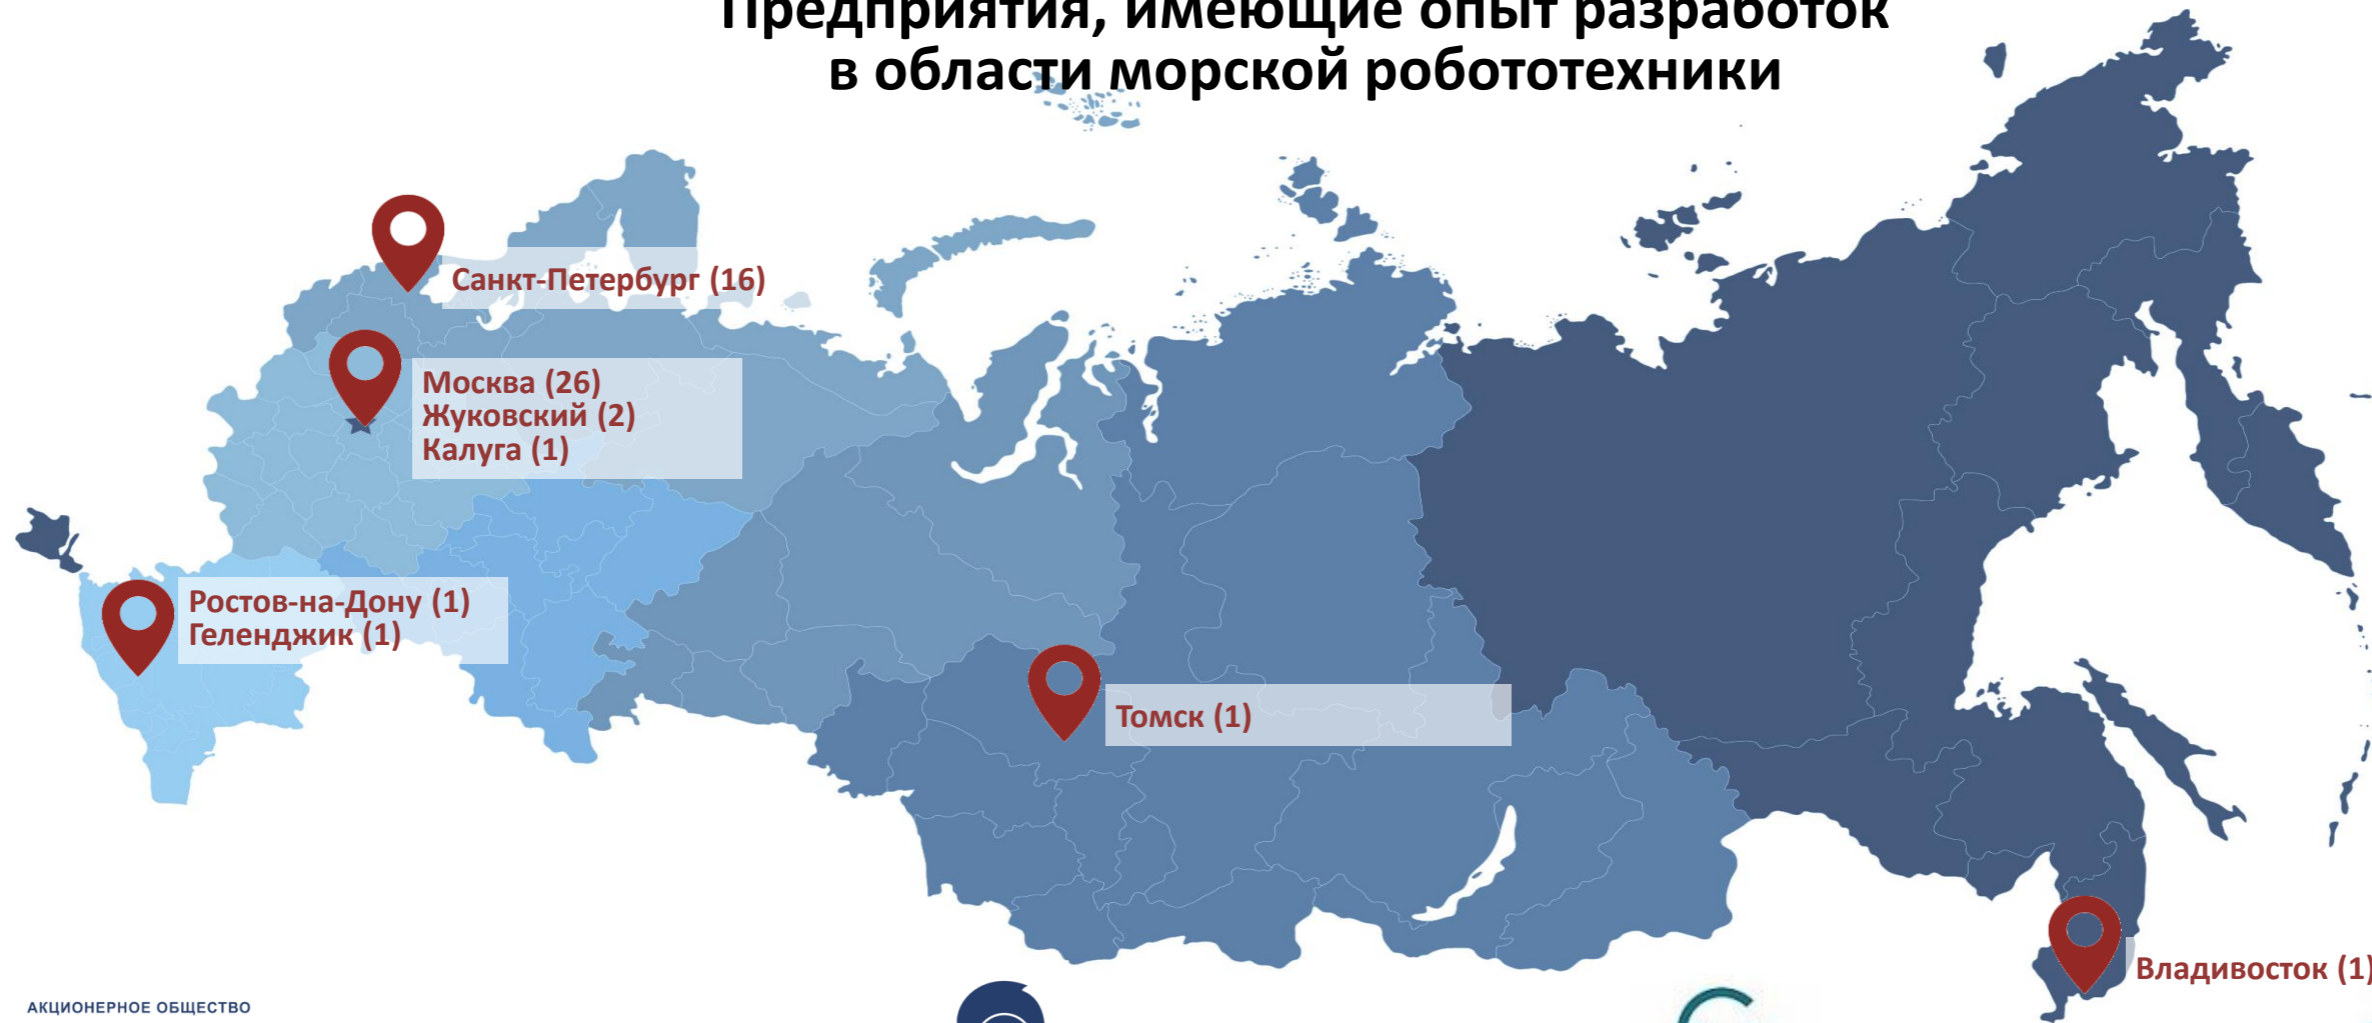 Предприятия, имеющие опыт разработок
в области морской робототехники
Санкт-Петербург (16)
Москва (26)
Жуковский (2)
Калуга (1)
Ростов-на-Дону (1)
Геленджик (1)
Томск (1)
Владивосток (1)
АКЦИОНЕРНОЕ ОБЩЕСТВО